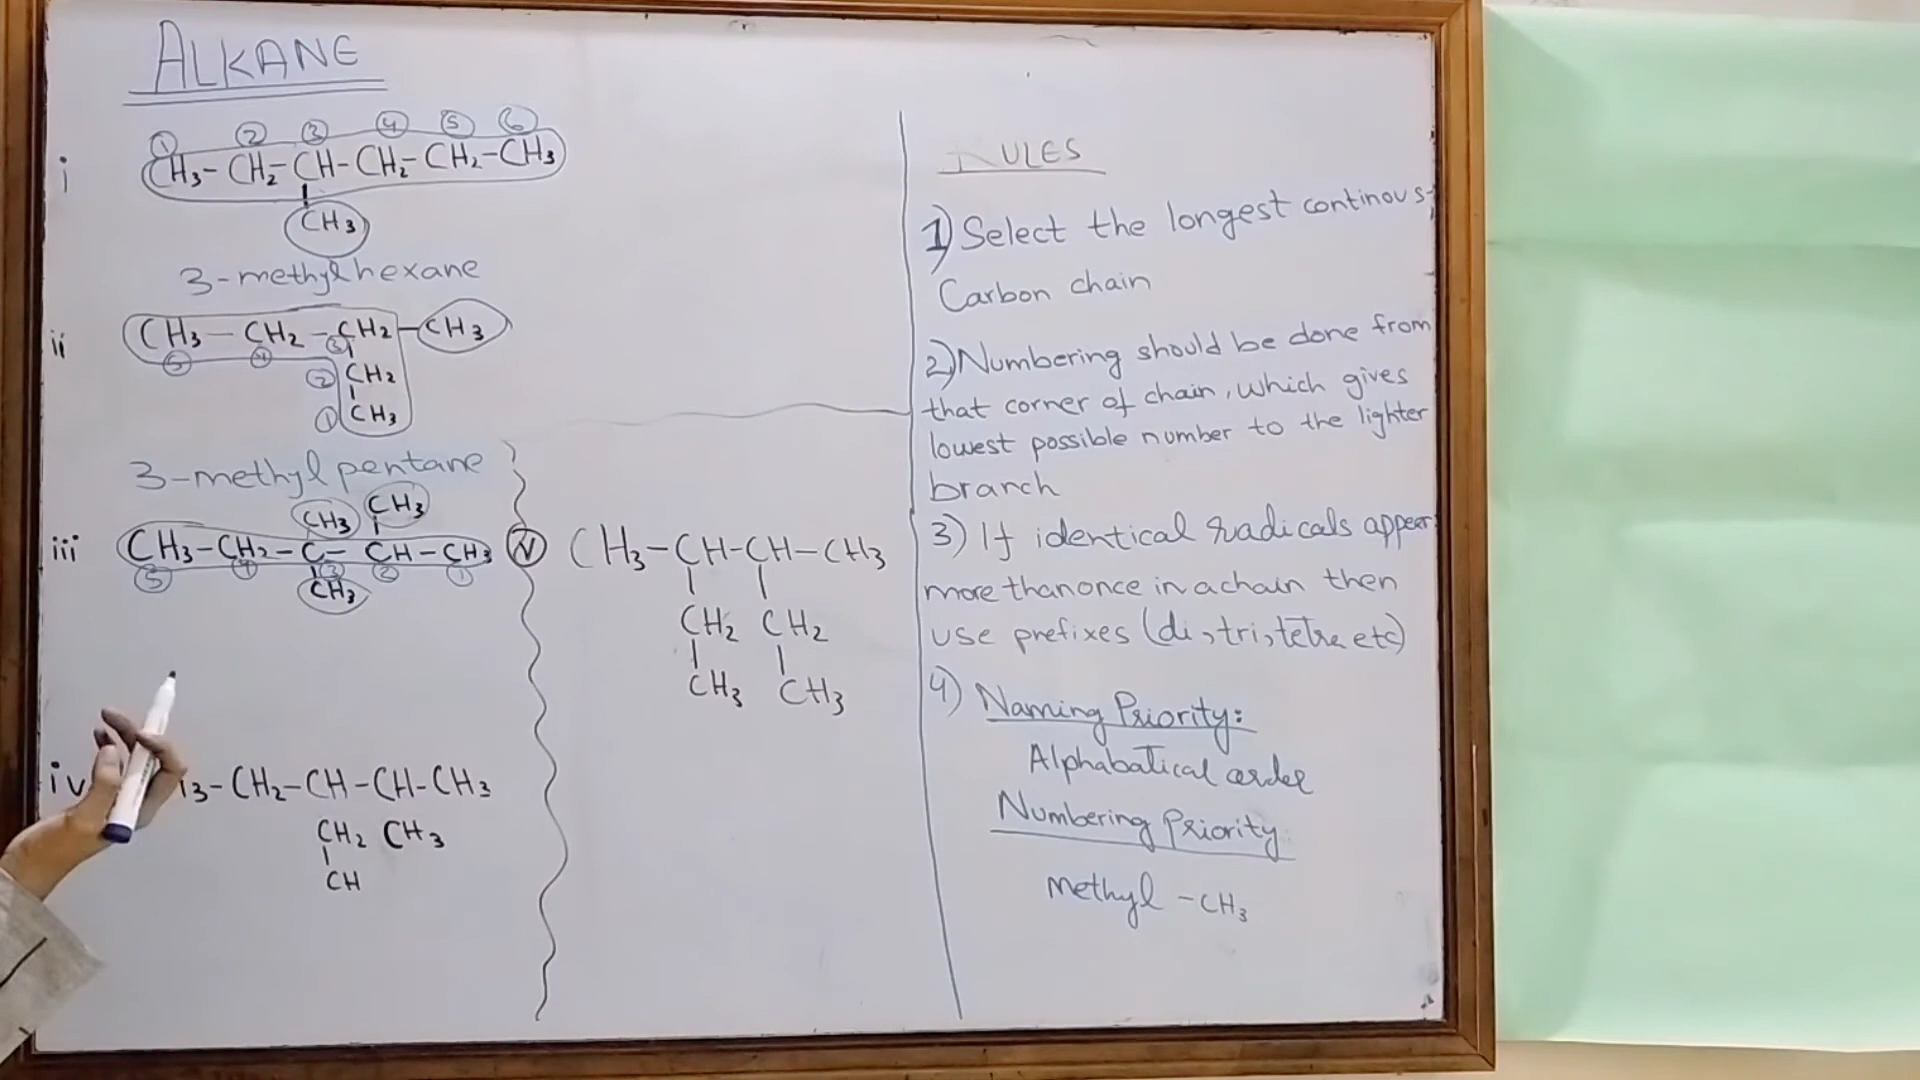 ALKANE
① ② ③ ④ ⑤ ⑥
i CH₃-CH₂-CH-CH₂-CH₂-CH₃
CH₃
3-methylhexane
ii CH₃-CH₂-CH₂-CH₃
⑤ ④ ③
② CH₂
① CH₃
3-methyl pentane
CH₃ CH₃
iii CH₃-CH₂-C-CH-CH₃
⑤ ④ ③ ② ①
CH₃
iv 3-CH₂-CH-CH-CH₃
CH₂ CH₃
CH
V CH₃-CH-CH-CH₃
CH₂ CH₂
CH₃ CH₃
RULES
1) Select the longest continous
Carbon chain
2) Numbering should be done from
that corner of chain, which gives
lowest possible number to the lighter
branch
3) If identical radicals appear
more than once in a chain then
use prefixes (di, tri, tetra etc)
4) Naming Priority:
Alphabatical order
Numbering Priority
Methyl -CH₃